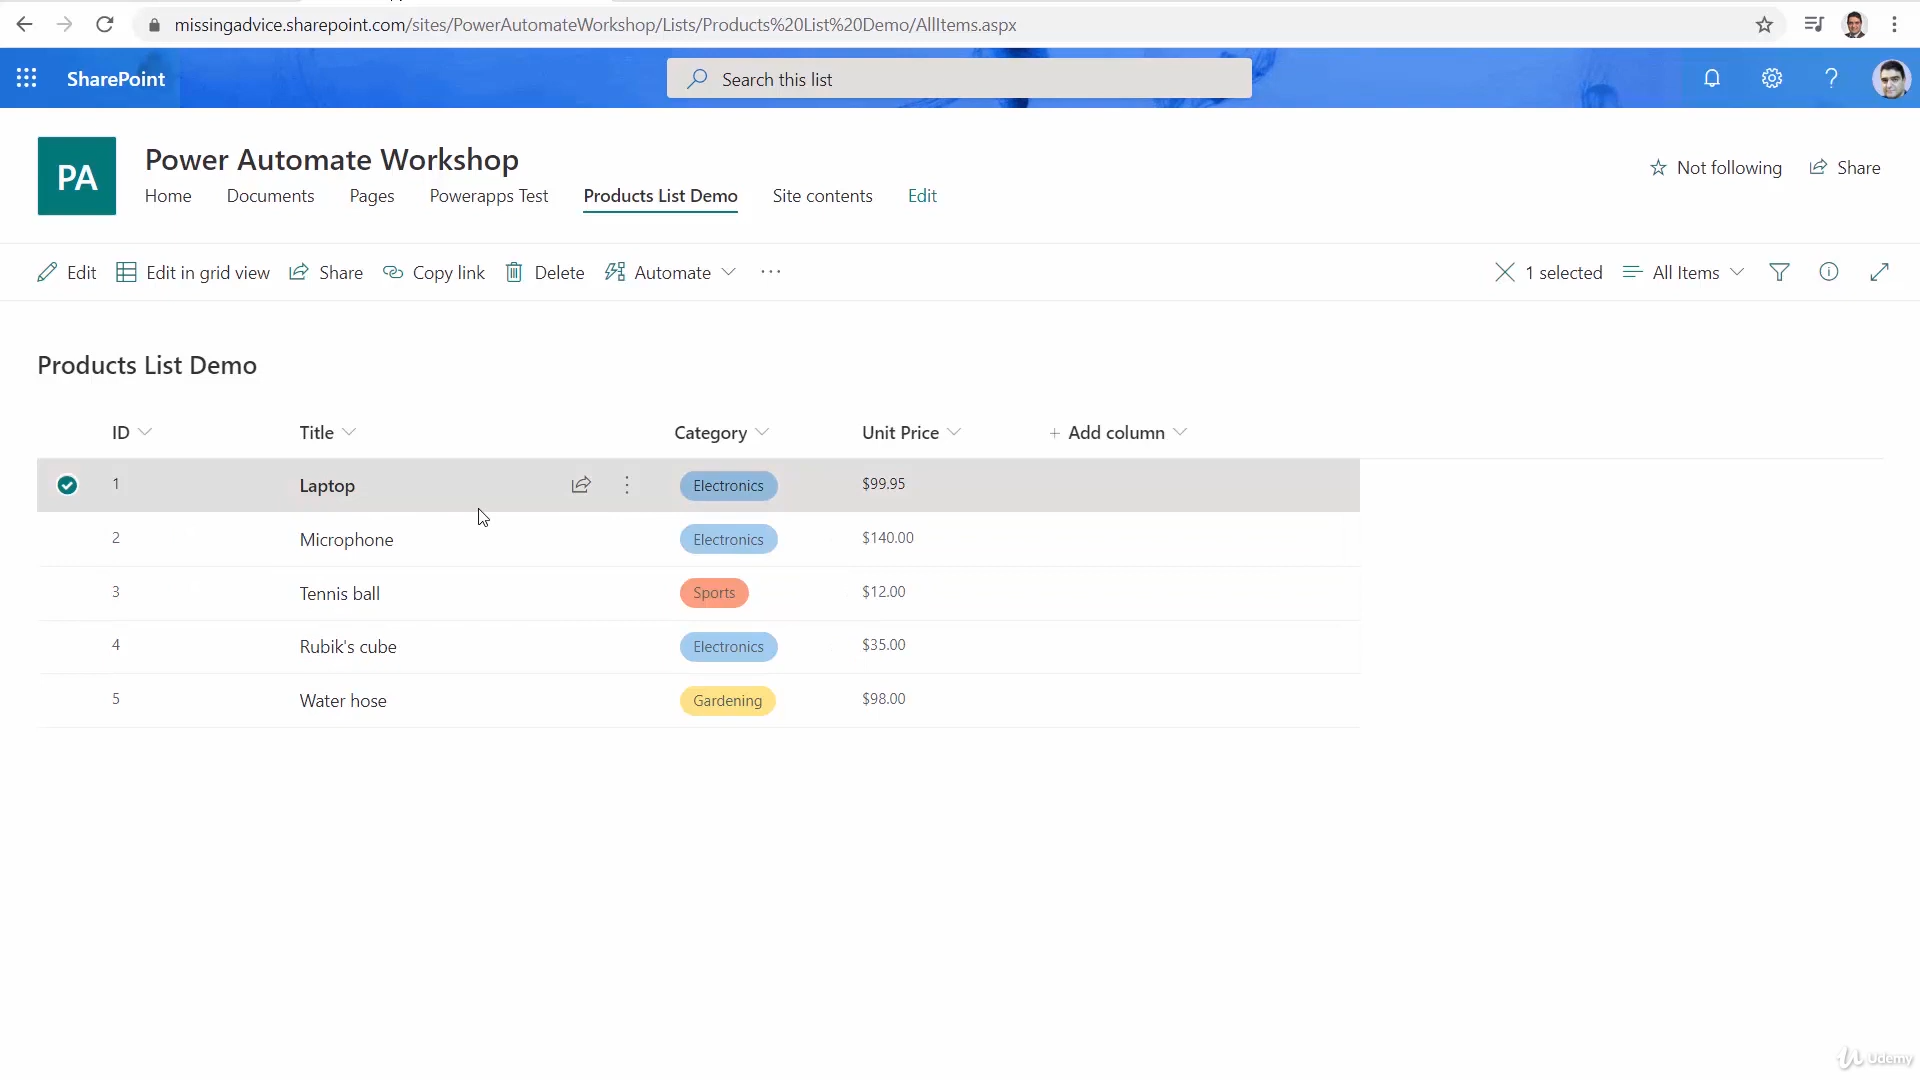 missingadvice.sharepoint.com/sites/PowerAutomateWorkshop/Lists/Products%20List%20Demo/AllItems.aspx
SharePoint
Search this list
PA
Power Automate Workshop
Not following Share
Home Documents Pages Powerapps Test Products List Demo Site contents Edit
Edit Edit in grid view Share Copy link Delete Automate ... 1 selected All Items
Products List Demo
ID Title Category Unit Price + Add column
1 Laptop Electronics $99.95
2 Microphone Electronics $140.00
3 Tennis ball Sports $12.00
4 Rubik's cube Electronics $35.00
5 Water hose Gardening $98.00
Udemy